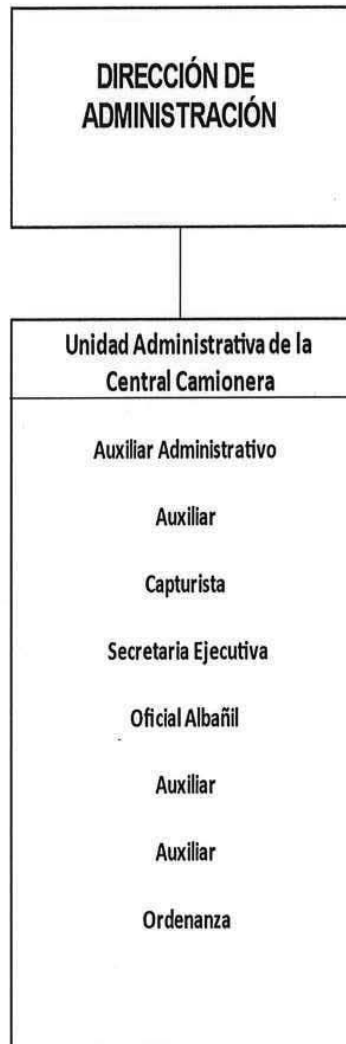 DIRECCIÓN DE
ADMINISTRACIÓN
Unidad Administrativa de la
Central Camionera
Auxiliar Administrativo
Auxiliar
Capturista
Secretaria Ejecutiva
Oficial Albañil
Auxiliar
Auxiliar
Ordenanza